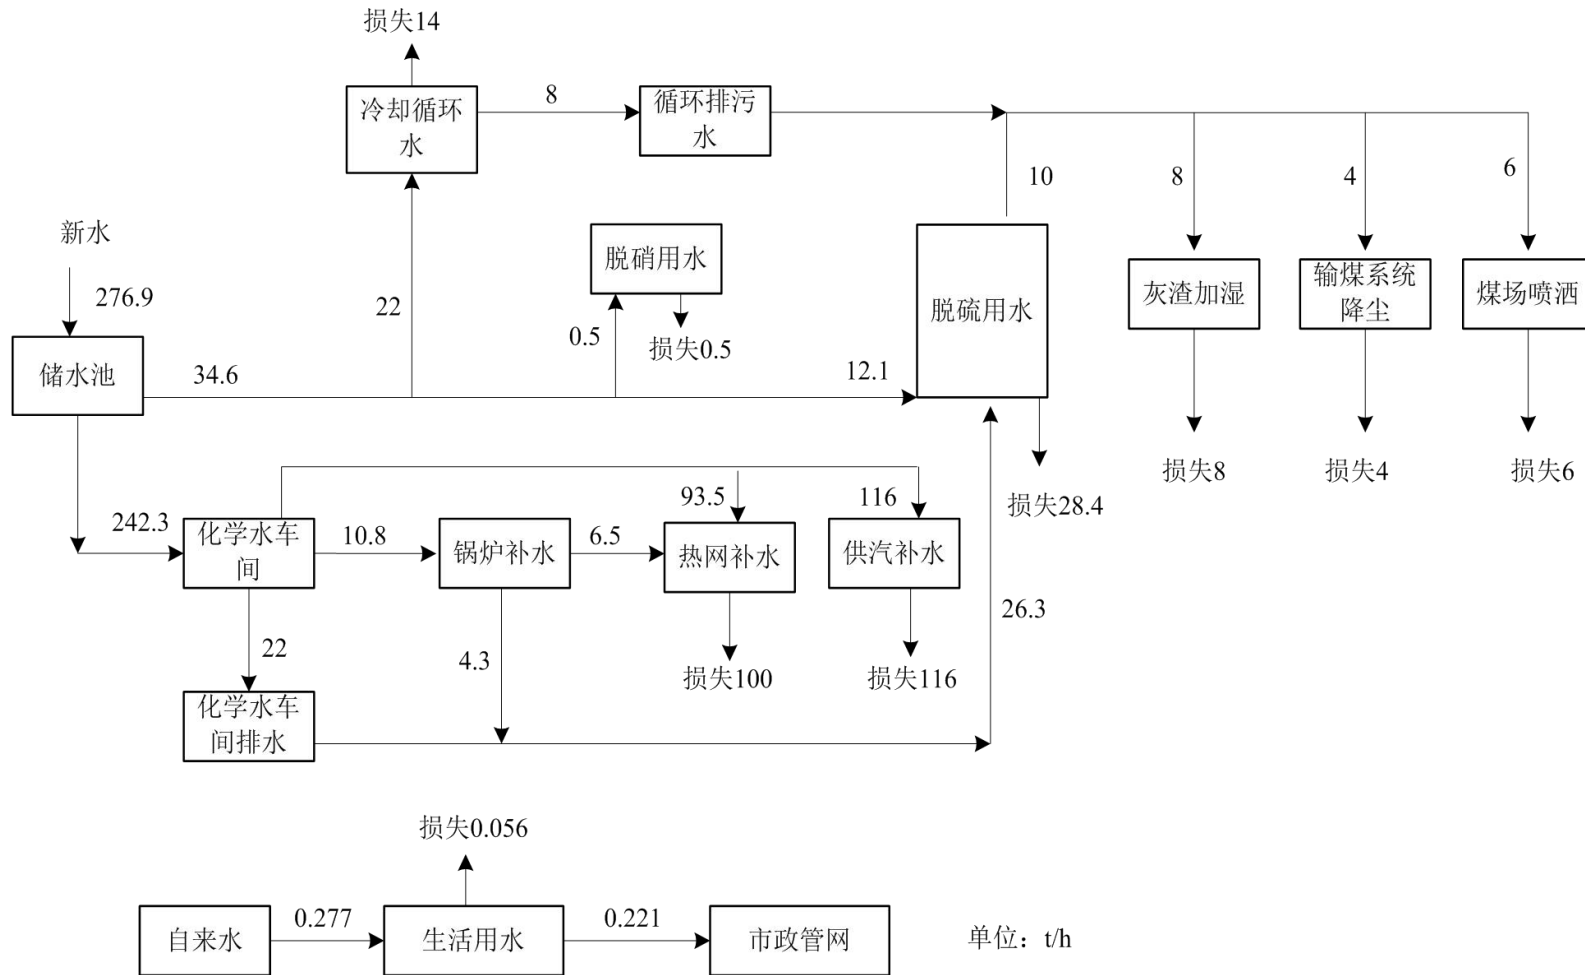 损失14
冷却循环
水
8
循环排污
水
10
8
4
6
新水
276.9
储水池
34.6
22
脱硝用水
0.5
损失0.5
12.1
脱硫用水
灰渣加湿
输煤系统
降尘
煤场喷洒
损失8
损失4
损失6
损失28.4
242.3
化学水车
间
10.8
锅炉补水
6.5
93.5
热网补水
116
供汽补水
26.3
22
4.3
损失100
损失116
化学水车
间排水
损失0.056
自来水
0.277
生活用水
0.221
市政管网
单位：t/h